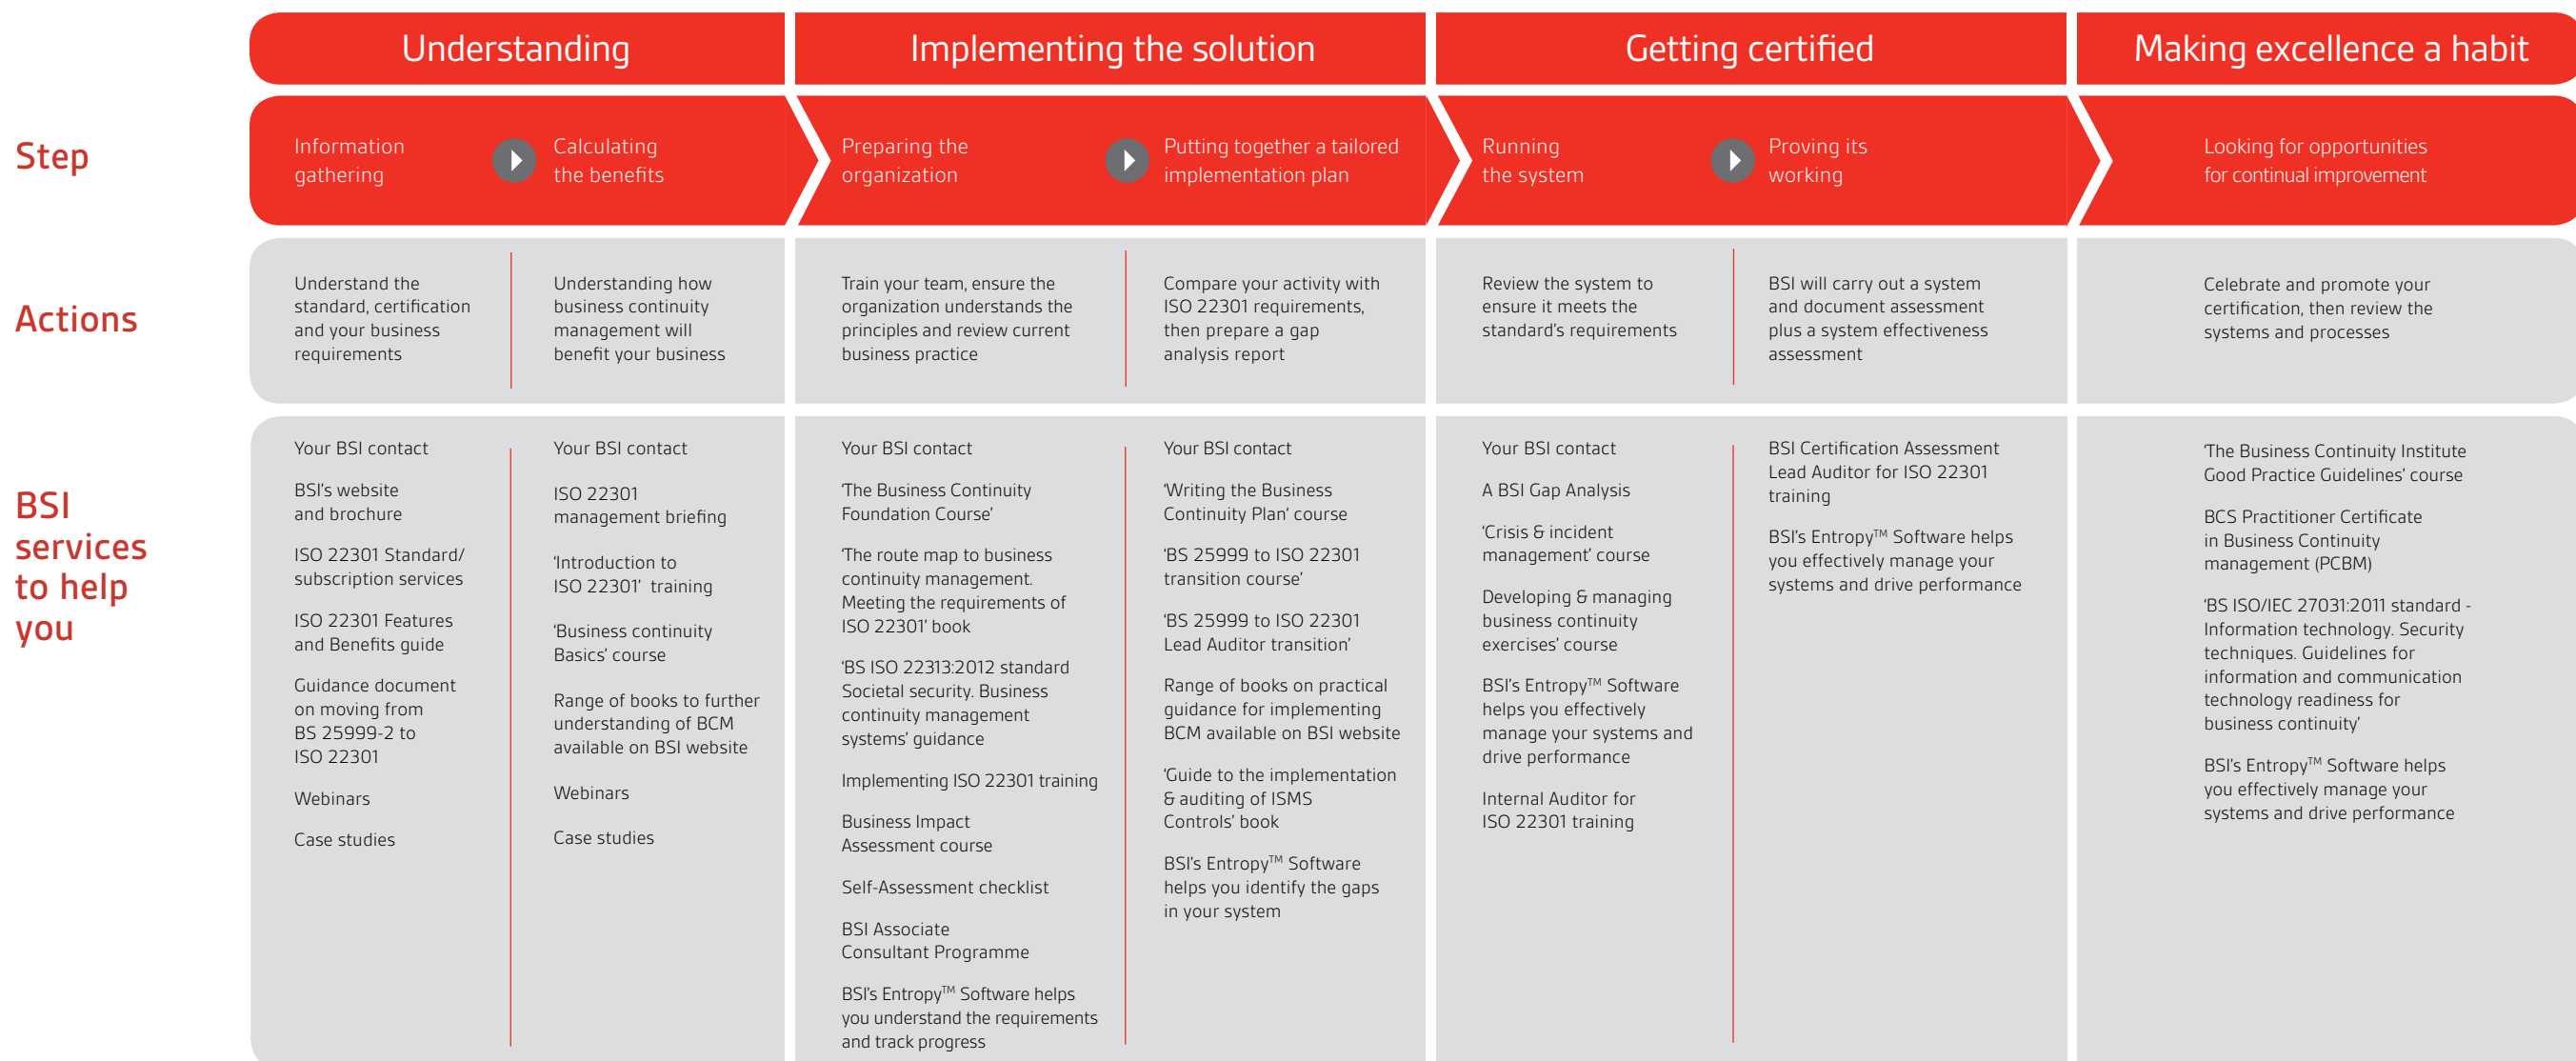 Understanding
Implementing the solution
Getting certified
Making excellence a habit
Step
Information
gathering
Calculating
the benefits
Preparing the
organization
Putting together a tailored
implementation plan
Running
the system
Proving its
working
Looking for opportunities
for continual improvement
Actions
Understand the
standard, certification
and your business
requirements
Understanding how
business continuity
management will
benefit your business
Train your team, ensure the
organization understands the
principles and review current
business practice
Compare your activity with
ISO 22301 requirements,
then prepare a gap
analysis report
Review the system to
ensure it meets the
standard's requirements
BSI will carry out a system
and document assessment
plus a system effectiveness
assessment
Celebrate and promote your
certification, then review the
systems and processes
BSI
services
to help
you
Your BSI contact
BSI's website
and brochure
ISO 22301 Standard/
subscription services
ISO 22301 Features
and Benefits guide
Guidance document
on moving from
BS 25999-2 to
ISO 22301
Webinars
Case studies
Your BSI contact
ISO 22301
management briefing
'Introduction to
ISO 22301' training
'Business continuity
Basics' course
Range of books to further
understanding of BCM
available on BSI website
Webinars
Case studies
Your BSI contact
'The Business Continuity
Foundation Course'
'The route map to business
continuity management.
Meeting the requirements of
ISO 22301' book
'BS ISO 22313:2012 standard
Societal security. Business
continuity management
systems' guidance
Implementing ISO 22301 training
Business Impact
Assessment course
Self-Assessment checklist
BSI Associate
Consultant Programme
BSI's Entropy™ Software helps
you understand the requirements
and track progress
Your BSI contact
'Writing the Business
Continuity Plan' course
'BS 25999 to ISO 22301
transition course'
'BS 25999 to ISO 22301
Lead Auditor transition'
Range of books on practical
guidance for implementing
BCM available on BSI website
'Guide to the implementation
& auditing of ISMS
Controls' book
BSI's Entropy™ Software
helps you identify the gaps
in your system
Your BSI contact
A BSI Gap Analysis
'Crisis & incident
management' course
Developing & managing
business continuity
exercises' course
BSI's Entropy™ Software
helps you effectively
manage your systems and
drive performance
Internal Auditor for
ISO 22301 training
BSI Certification Assessment
Lead Auditor for ISO 22301
training
BSI's Entropy™ Software helps
you effectively manage your
systems and drive performance
'The Business Continuity Institute
Good Practice Guidelines' course
BCS Practitioner Certificate
in Business Continuity
management (PCBM)
'BS ISO/IEC 27031:2011 standard -
Information technology. Security
techniques. Guidelines for
information and communication
technology readiness for
business continuity'
BSI's Entropy™ Software helps
you effectively manage your
systems and drive performance